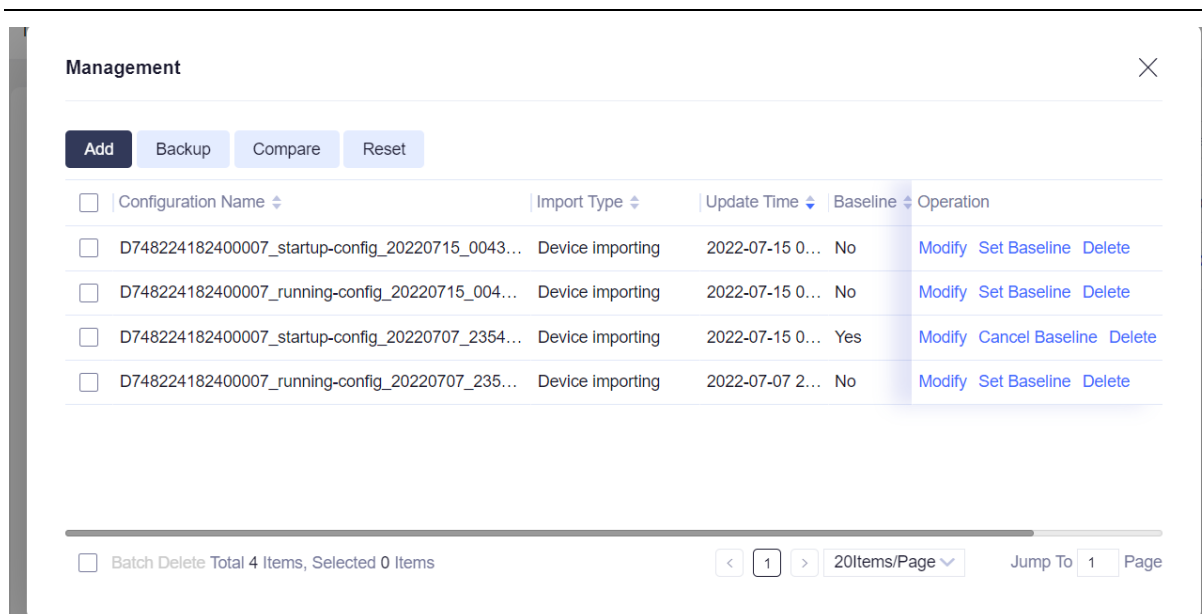 Management
Add Backup Compare Reset
Configuration Name Import Type Update Time Baseline Operation
D748224182400007_startup-config_20220715_0043... Device importing 2022-07-15 0... No Modify Set Baseline Delete
D748224182400007_running-config_20220715_004... Device importing 2022-07-15 0... No Modify Set Baseline Delete
D748224182400007_startup-config_20220707_2354... Device importing 2022-07-15 0... Yes Modify Cancel Baseline Delete
D748224182400007_running-config_20220707_235... Device importing 2022-07-07 2... No Modify Set Baseline Delete
Batch Delete Total 4 Items, Selected 0 Items < 1 > 20Items/Page Jump To 1 Page